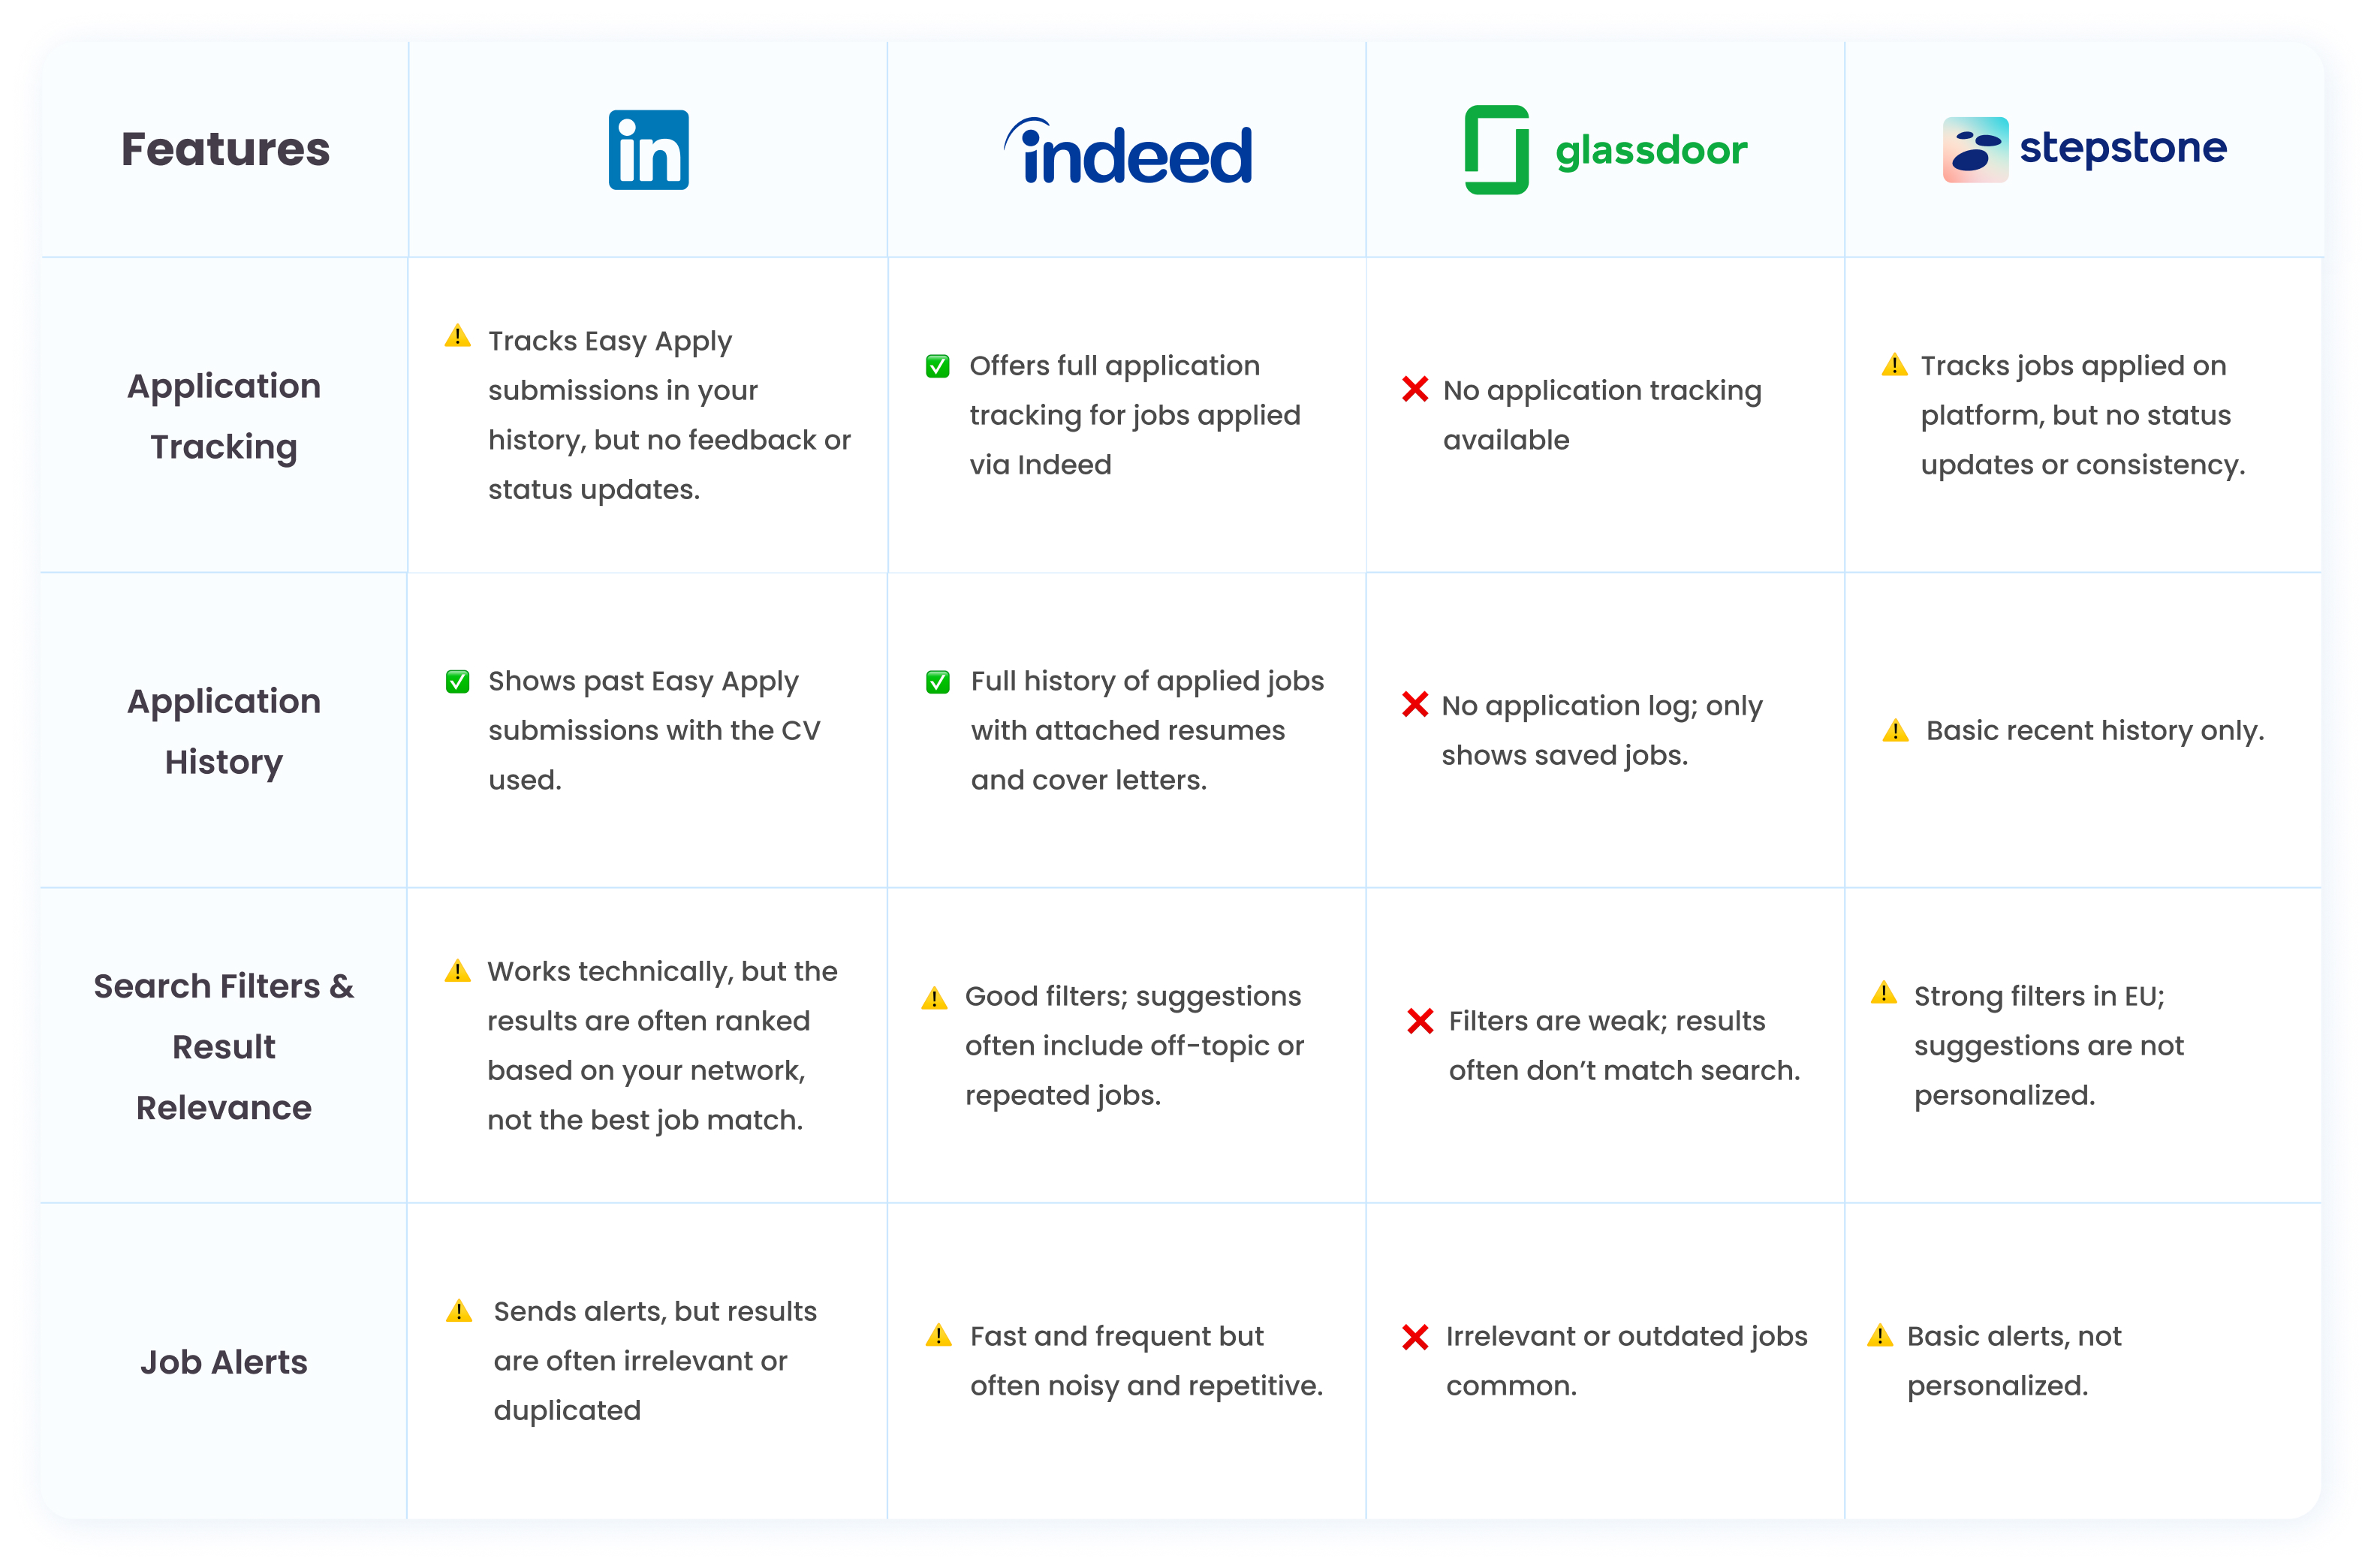 Features
in
indeed
glassdoor
stepstone
Application
Tracking
Tracks Easy Apply
submissions in your
history, but no feedback or
status updates.
Offers full application
tracking for jobs applied
via Indeed
No application tracking
available
Tracks jobs applied on
platform, but no status
updates or consistency.
Application
History
Shows past Easy Apply
submissions with the CV
used.
Full history of applied jobs
with attached resumes
and cover letters.
No application log; only
shows saved jobs.
Basic recent history only.
Search Filters &
Result
Relevance
Works technically, but the
results are often ranked
based on your network,
not the best job match.
Good filters; suggestions
often include off-topic or
repeated jobs.
Filters are weak; results
often don’t match search.
Strong filters in EU;
suggestions are not
personalized.
Job Alerts
Sends alerts, but results
are often irrelevant or
duplicated
Fast and frequent but
often noisy and repetitive.
Irrelevant or outdated jobs
common.
Basic alerts, not
personalized.